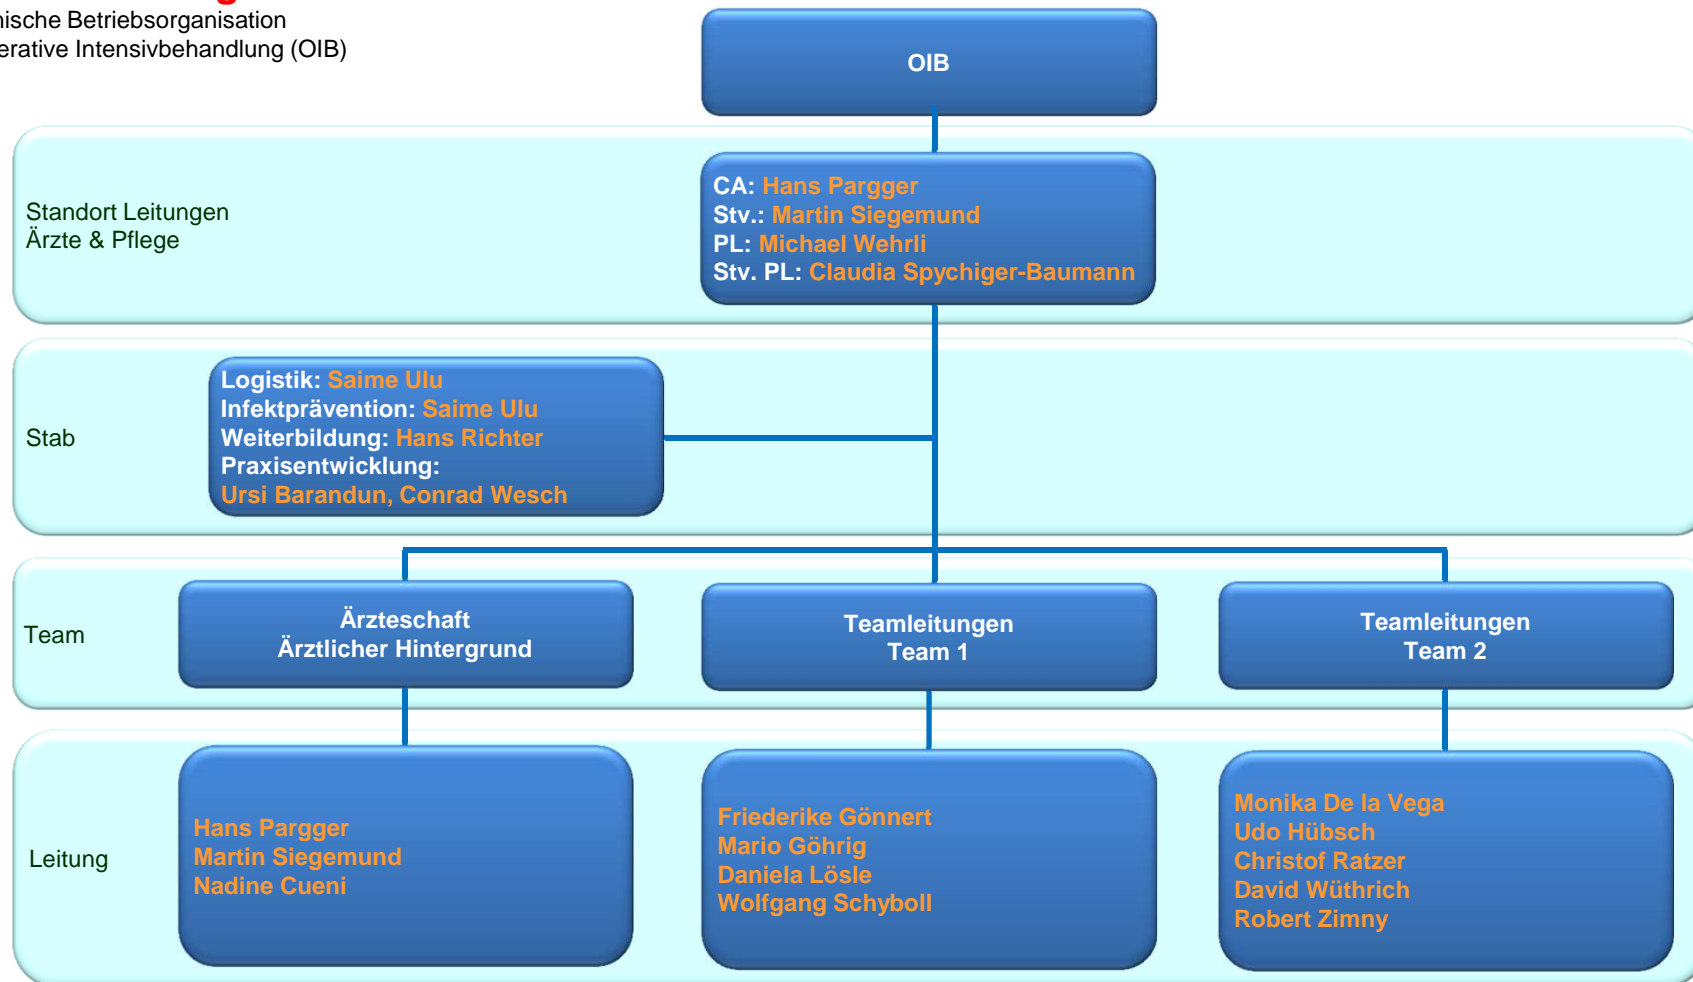 nische Betriebsorganisation
erative Intensivbehandlung (OIB)
OIB
Standort Leitungen
Ärzte & Pflege
CA: Hans Pargger
Stv.: Martin Siegemund
PL: Michael Wehrli
Stv. PL: Claudia Spychiger-Baumann
Stab
Logistik: Saime Ulu
Infektprävention: Saime Ulu
Weiterbildung: Hans Richter
Praxisentwicklung:
Ursi Barandun, Conrad Wesch
Team
Ärzteschaft
Ärztlicher Hintergrund
Teamleitungen
Team 1
Teamleitungen
Team 2
Leitung
Hans Pargger
Martin Siegemund
Nadine Cueni
Friederike Gönnert
Mario Göhrig
Daniela Lösle
Wolfgang Schyboll
Monika De la Vega
Udo Hübsch
Christof Ratzer
David Wüthrich
Robert Zimny